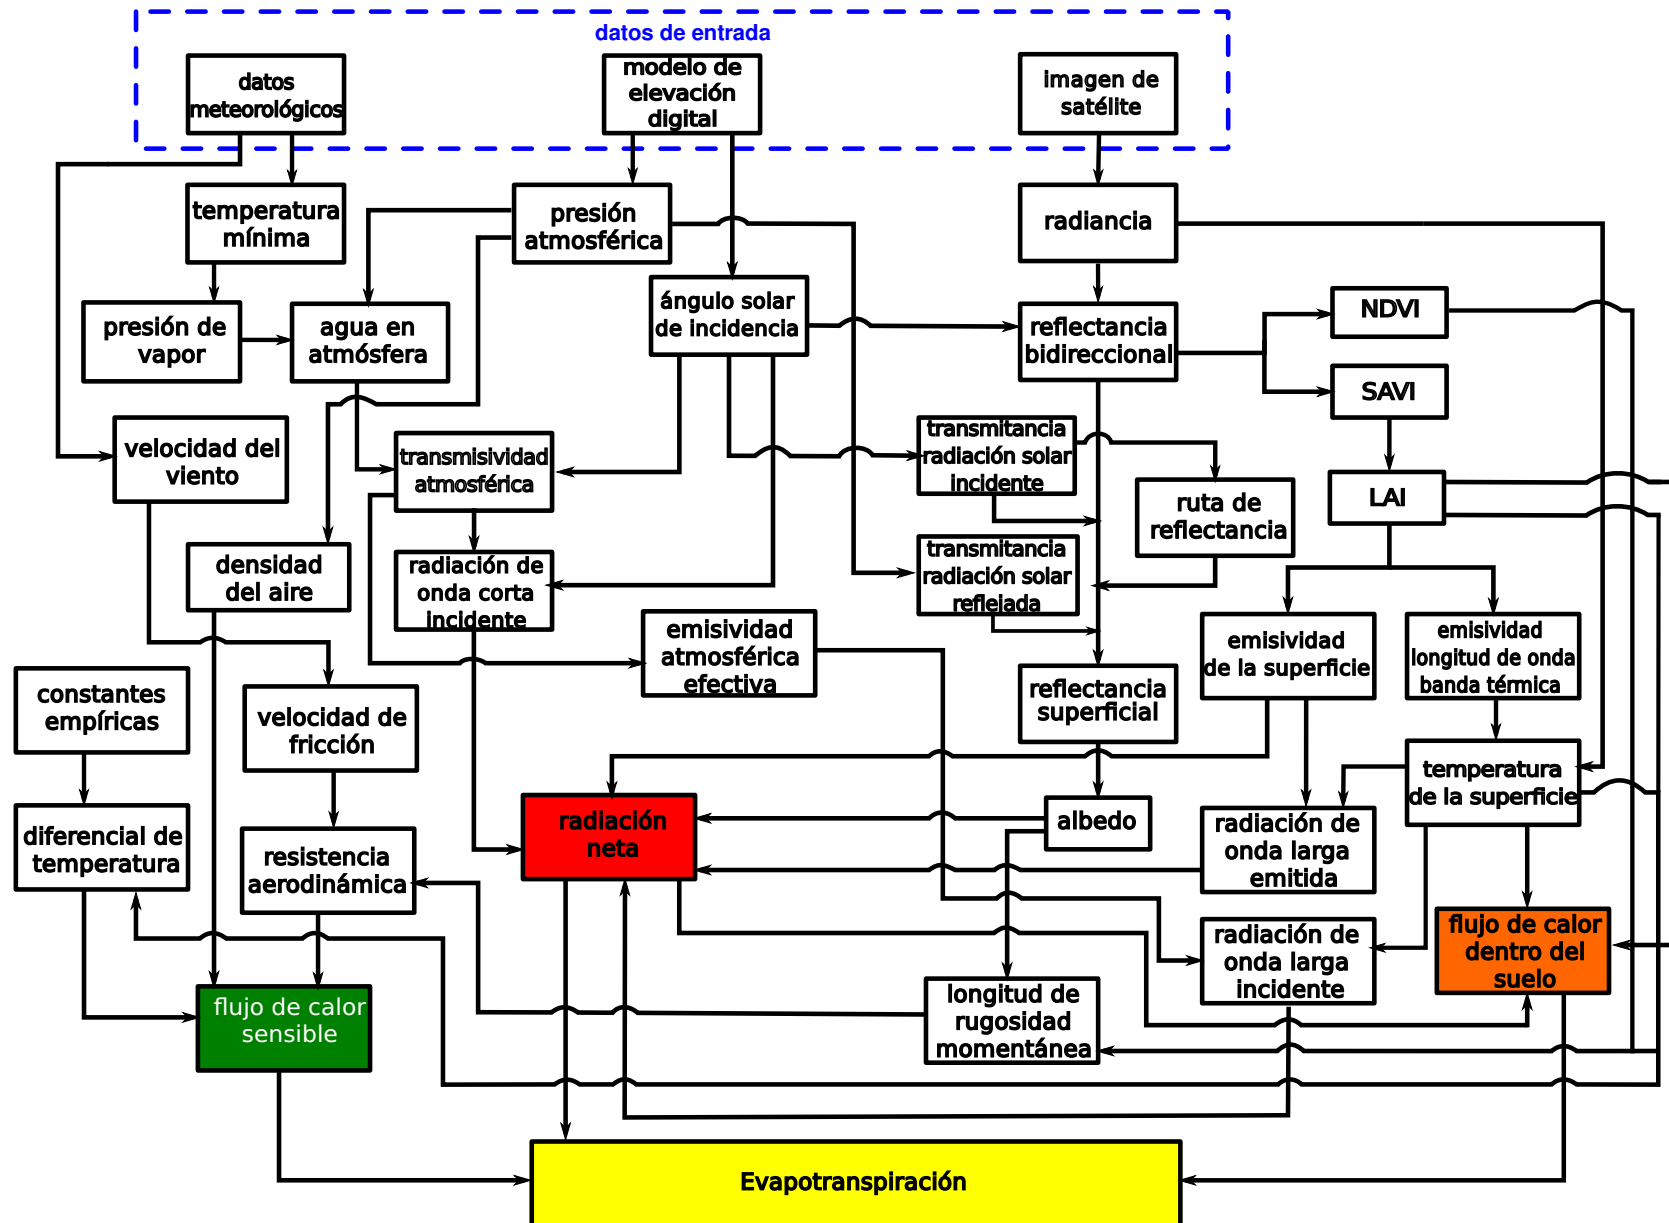 datos de entrada
datos
meteorológicos
modelo de
elevación
digital
imagen de
satélite
temperatura
mínima
presión
atmosférica
radiancia
presión de
vapor
agua en
atmósfera
ángulo solar
de incidencia
reflectancia
bidireccional
NDVI
SAVI
velocidad del
viento
transmisividad
atmosférica
transmitancia
radiación solar
incidente
ruta de
reflectancia
LAI
densidad
del aire
radiación de
onda corta
incidente
transmitancia
radiación solar
reflejada
emisividad
atmosférica
efectiva
emisividad
de la superficie
emisividad
longitud de onda
banda térmica
constantes
empíricas
velocidad de
fricción
reflectancia
superficial
temperatura
de la superficie
diferencial de
temperatura
resistencia
aerodinámica
radiación
neta
albedo
radiación de
onda larga
emitida
flujo de calor
dentro del
suelo
radiación de
onda larga
incidente
flujo de calor
sensible
longitud de
rugosidad
momentánea
Evapotranspiración